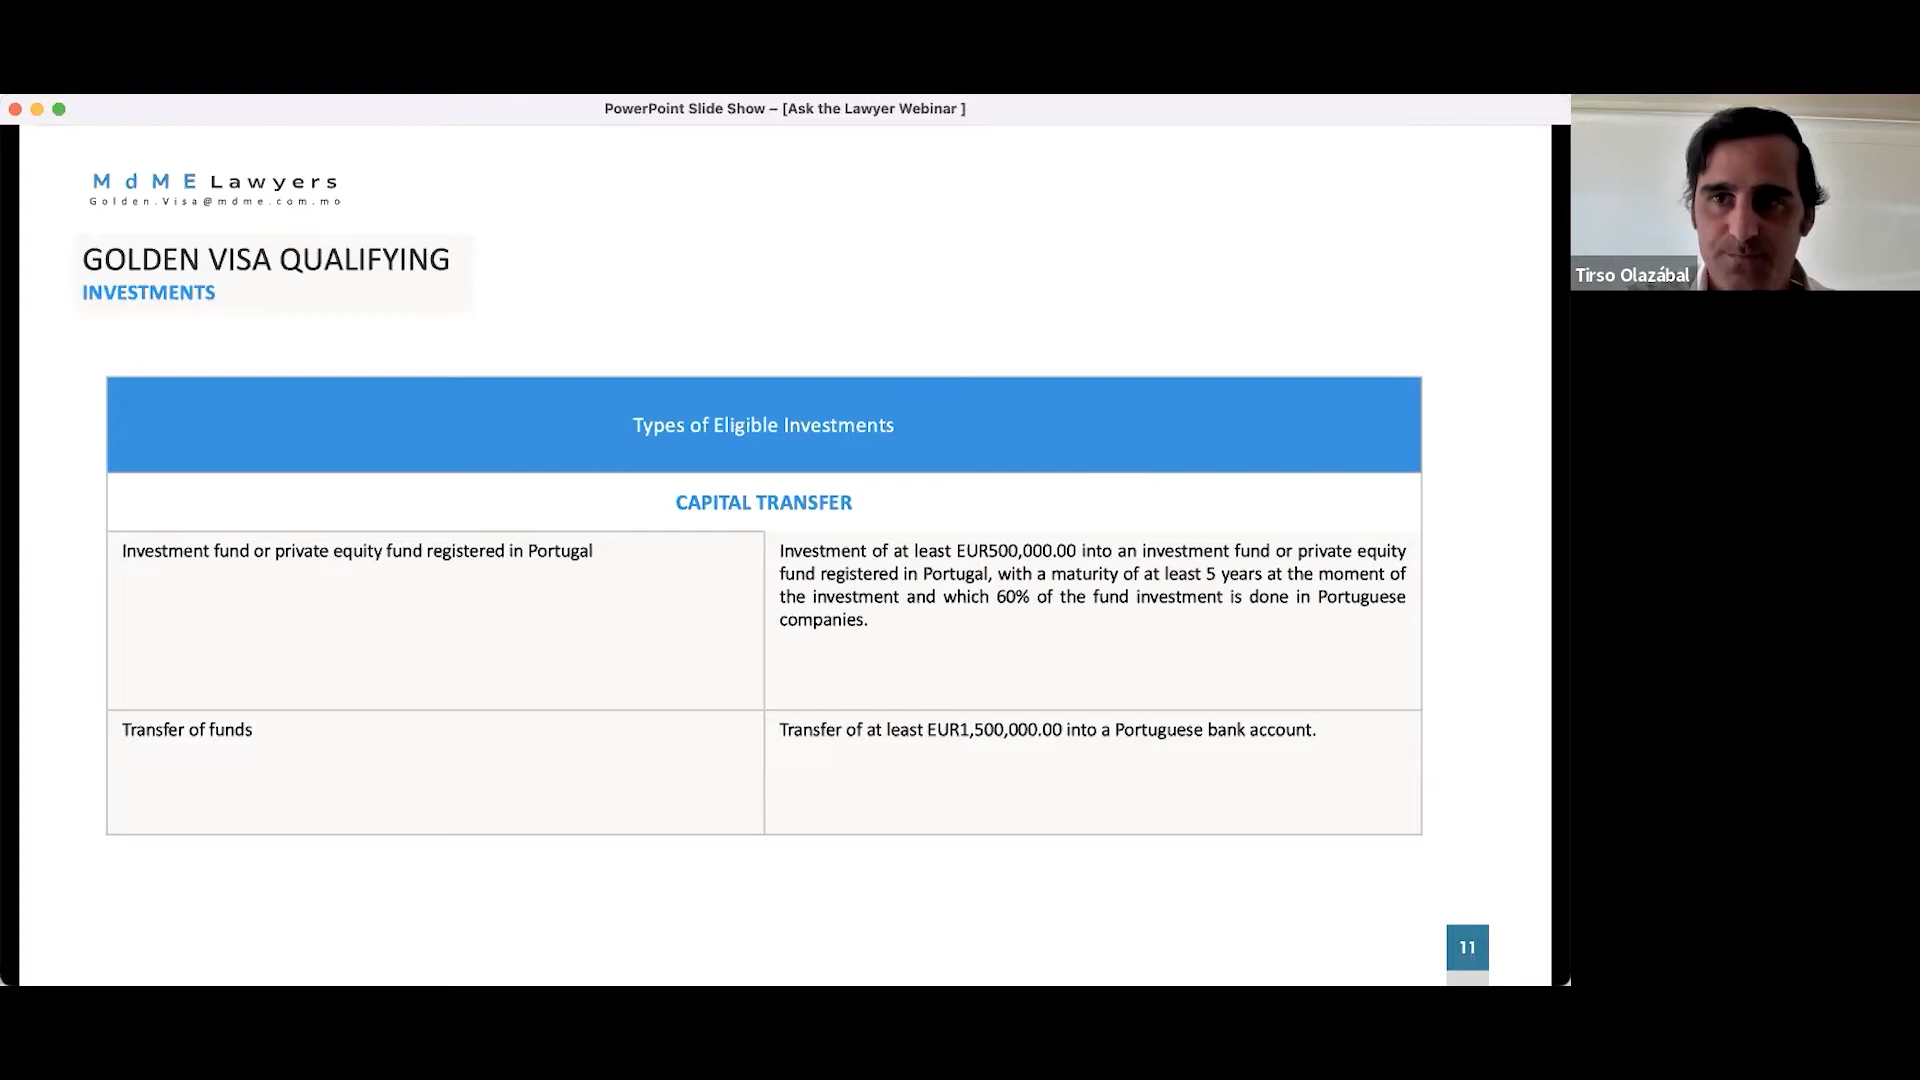 PowerPoint Slide Show – [Ask the Lawyer Webinar ]
MdME Lawyers
Golden.Visa@mdme.com.mo
GOLDEN VISA QUALIFYING
INVESTMENTS
Tirso Olazábal
Types of Eligible Investments
CAPITAL TRANSFER
Investment fund or private equity fund registered in Portugal
Investment of at least EUR500,000.00 into an investment fund or private equity
fund registered in Portugal, with a maturity of at least 5 years at the moment of
the investment and which 60% of the fund investment is done in Portuguese
companies.
Transfer of funds
Transfer of at least EUR1,500,000.00 into a Portuguese bank account.
11